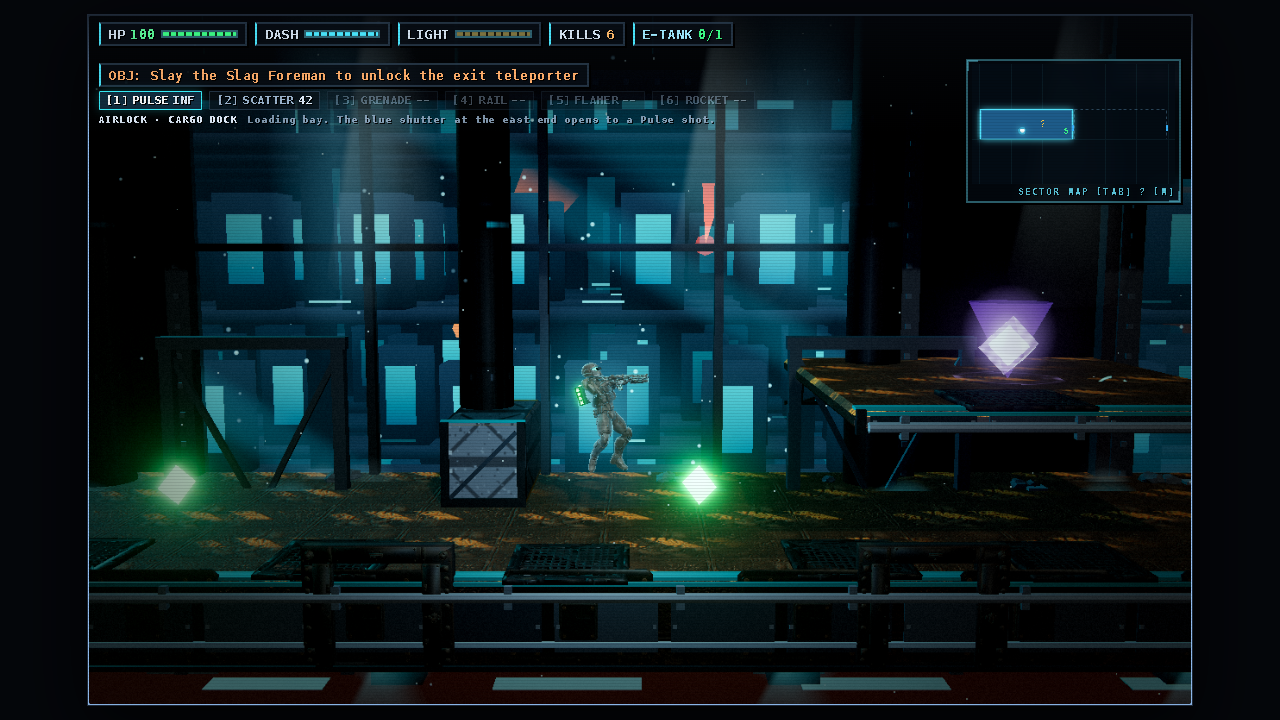 HP 100 DASH LIGHT KILLS 6 E-TANK 0/1
OBJ: Slay the Slag Foreman to unlock the exit teleporter
[1] PULSE INF [2] SCATTER 42 [3] GRENADE -- [4] RAIL -- [5] FLAMER -- [6] ROCKET --
AIRLOCK · CARGO DOCK Loading bay. The blue shutter at the east end opens to a Pulse shot.
?
S
SECTOR MAP [TAB] ? [M]